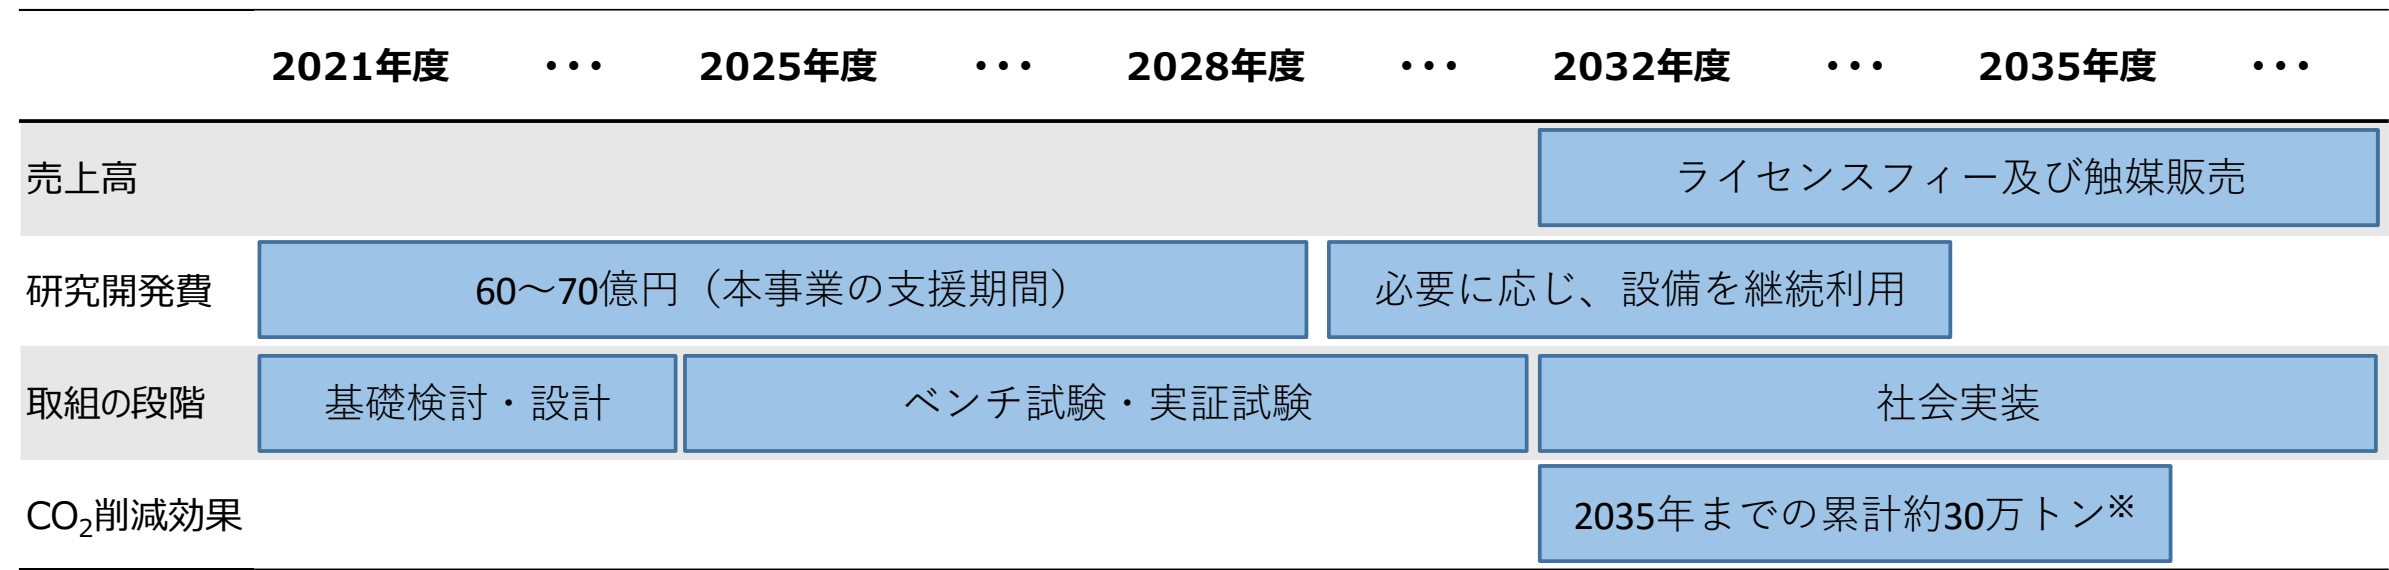 2021年度 ・・・ 2025年度 ・・・ 2028年度 ・・・ 2032年度 ・・・ 2035年度 ・・・
売上高 ライセンスフィー及び触媒販売
研究開発費 60～70億円（本事業の支援期間） 必要に応じ、設備を継続利用
取組の段階 基礎検討・設計 ベンチ試験・実証試験 社会実装
CO₂削減効果 2035年までの累計約30万トン※